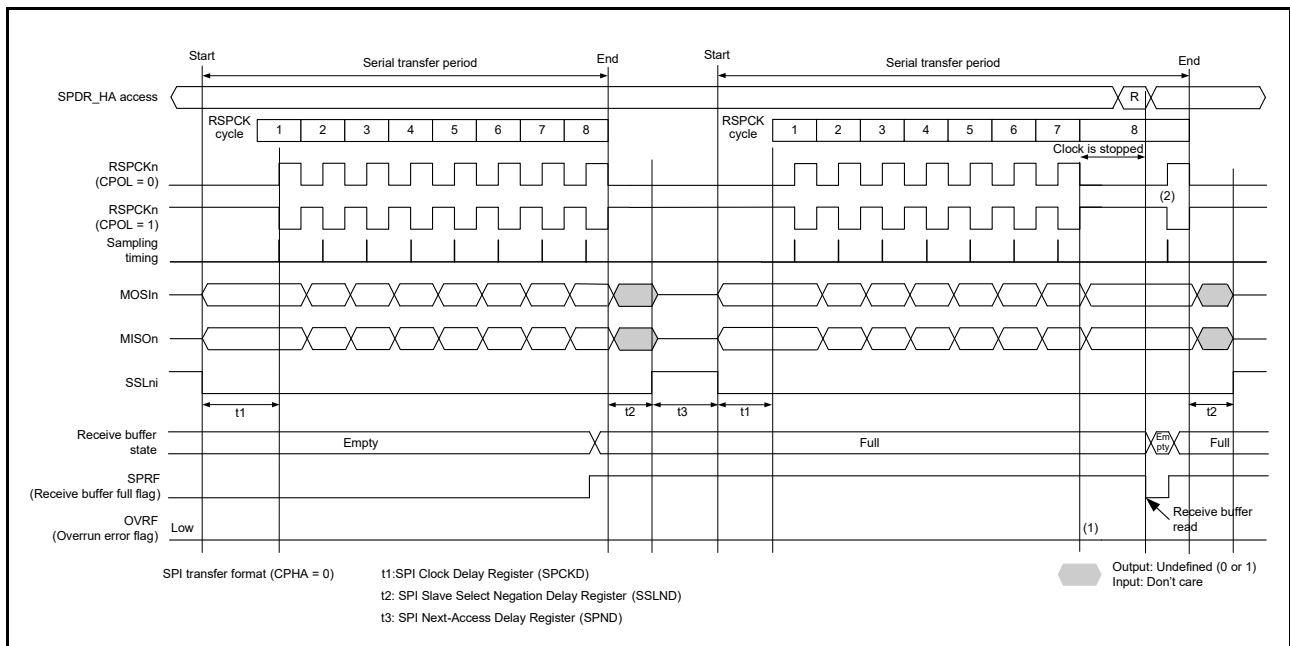 Start
Serial transfer period
End
Start
Serial transfer period
End
SPDR_HA access
R
RSPCK
cycle
1 2 3 4 5 6 7 8
RSPCK
cycle
1 2 3 4 5 6 7 8
Clock is stopped
RSPCKn
(CPOL = 0)
(2)
RSPCKn
(CPOL = 1)
Sampling
timing
MOSIn
MISOn
SSLni
t1
t2
t3
t1
t2
Receive buffer
state
Empty
Full
Em
pty
Full
SPRF
(Receive buffer full flag)
Receive buffer
read
OVRF
(Overrun error flag)
Low
(1)
SPI transfer format (CPHA = 0)
t1:SPI Clock Delay Register (SPCKD)
t2: SPI Slave Select Negation Delay Register (SSLND)
t3: SPI Next-Access Delay Register (SPND)
Output: Undefined (0 or 1)
Input: Don't care